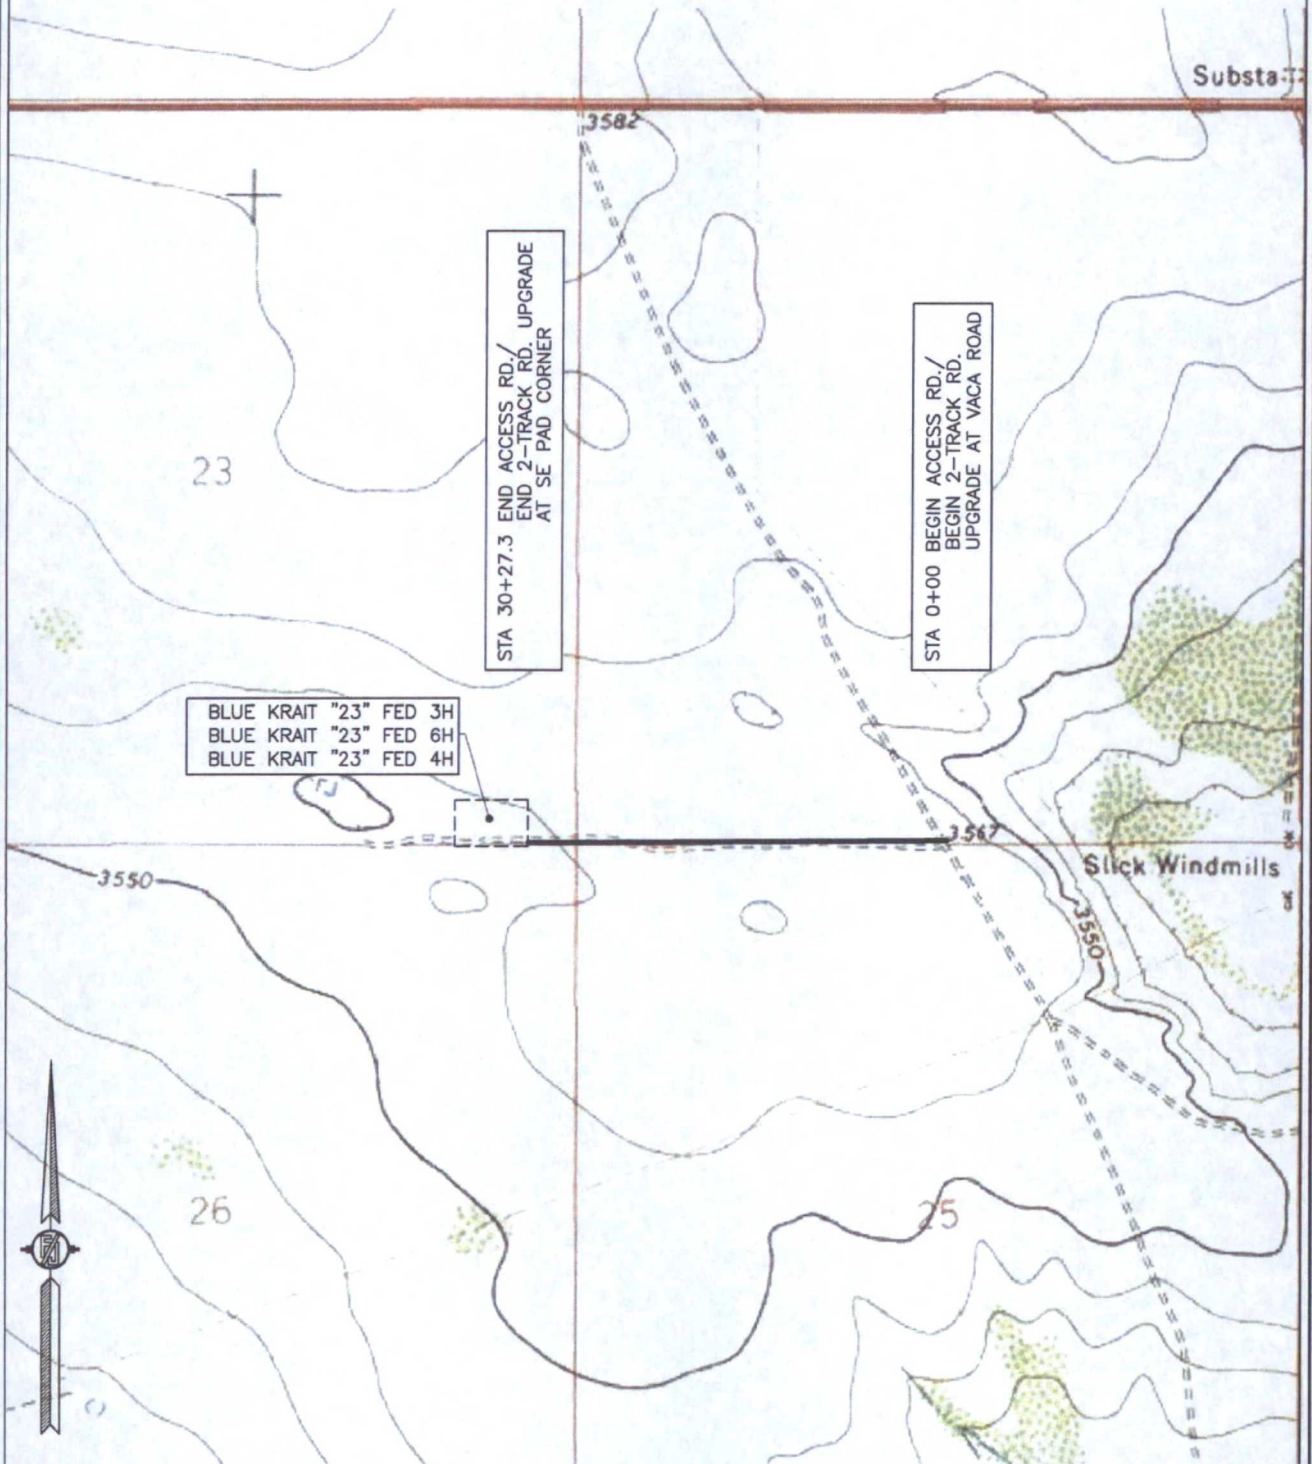 Substa
3582
STA 30+27.3 END ACCESS RD./
END 2-TRACK RD. UPGRADE
AT SE PAD CORNER
STA 0+00 BEGIN ACCESS RD./
BEGIN 2-TRACK RD.
UPGRADE AT VACA ROAD
23
BLUE KRAIT "23" FED 3H
BLUE KRAIT "23" FED 6H
BLUE KRAIT "23" FED 4H
3567
Slick Windmills
3550
3550
26
25